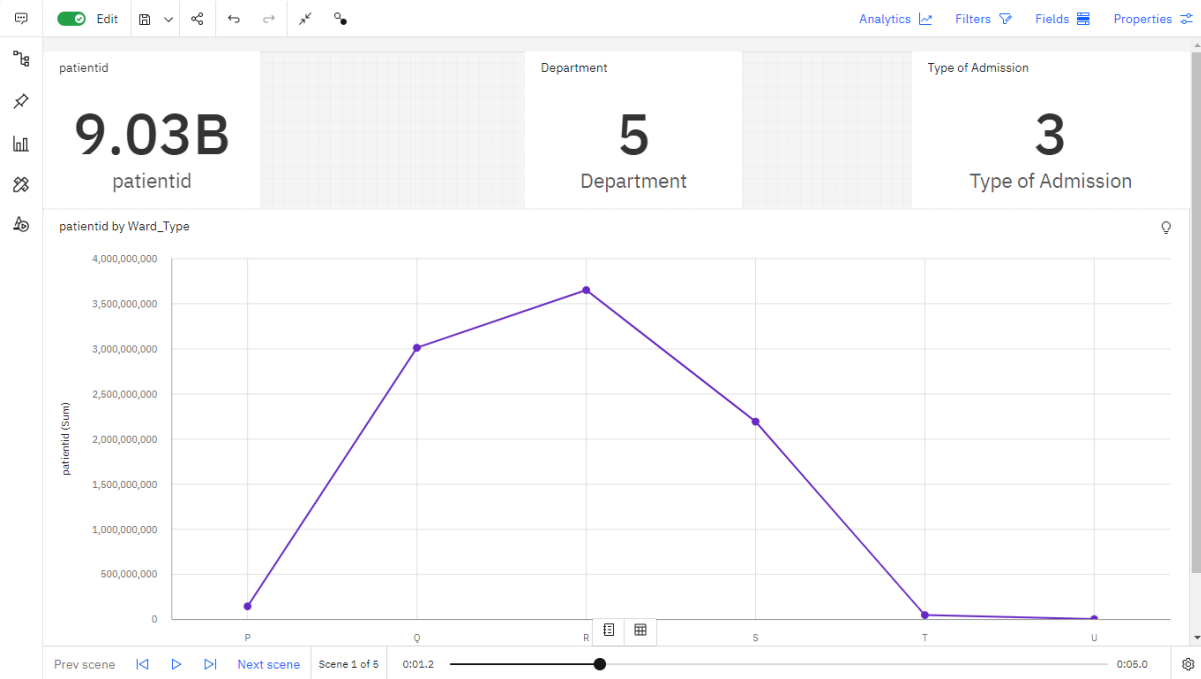 Edit
Analytics
Filters
Fields
Properties
patientid
9.03B
patientid
Department
5
Department
Type of Admission
3
Type of Admission
patientid by Ward_Type
4,000,000,000
3,500,000,000
3,000,000,000
2,500,000,000
2,000,000,000
1,500,000,000
1,000,000,000
500,000,000
0
patientid (Sum)
P
Q
R
S
T
U
Prev scene
Next scene
Scene 1 of 5
0:01.2
0:05.0